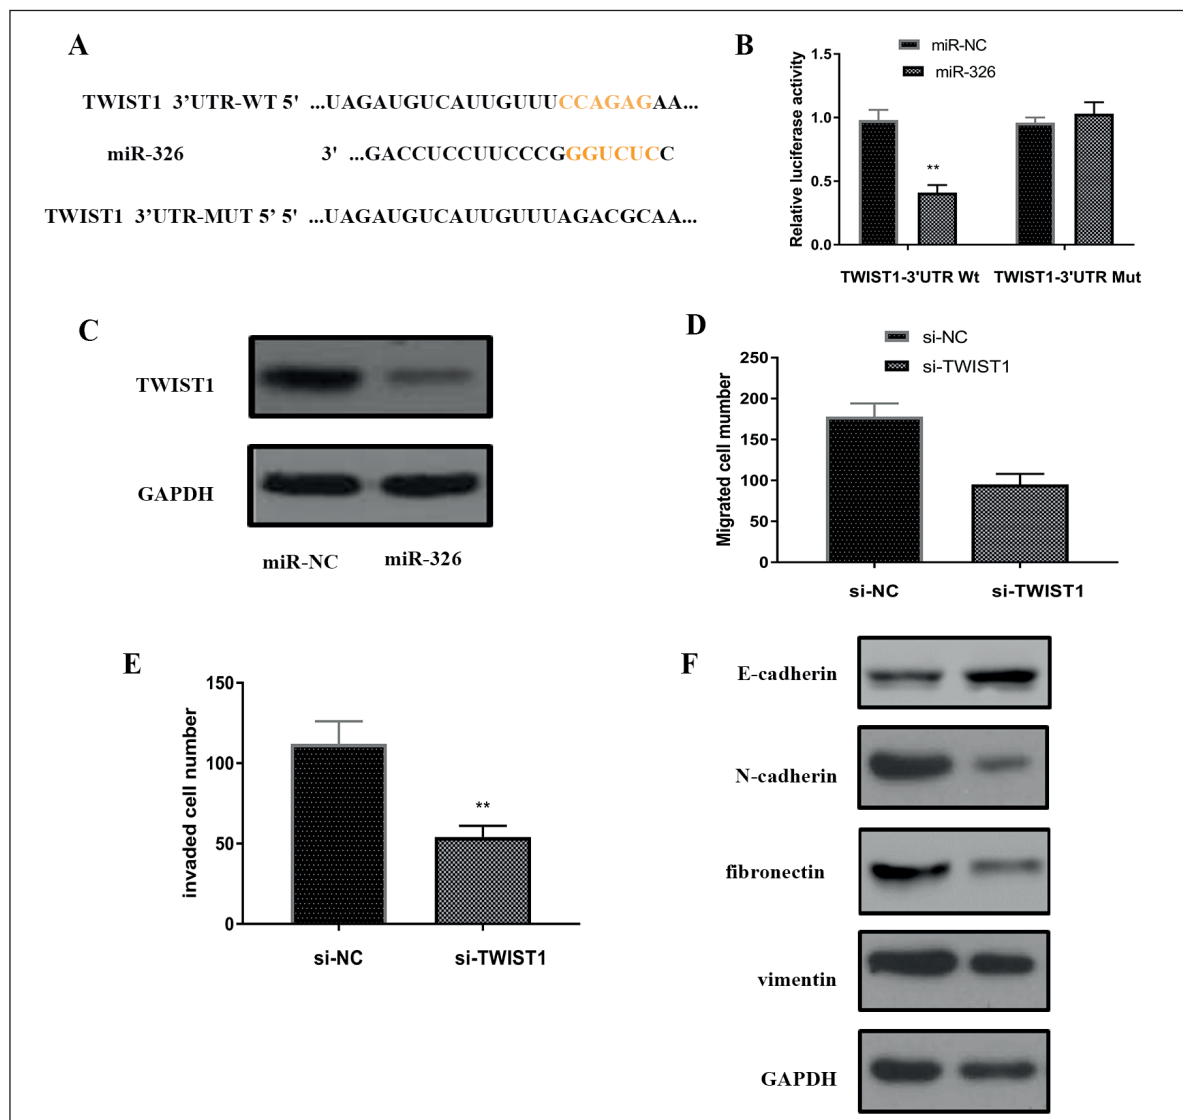 A
TWIST1 3'UTR-WT 5' ...UAGAUGUCAUUGUUUCCAGAGAA...
miR-326 3' ...GACCUCCUUCCCGGGUCUCC
TWIST1 3'UTR-MUT 5’ 5' ...UAGAUGUCAUUGUUUAGACGCAA...
B
miR-NC
miR-326
Relative luciferase activity
1.5
1.0
0.5
0.0
**
TWIST1-3'UTR Wt
TWIST1-3'UTR Mut
C
TWIST1
GAPDH
miR-NC
miR-326
D
si-NC
si-TWIST1
Migrated cell mumber
250
200
150
100
50
0
si-NC
si-TWIST1
E
invaded cell number
150
100
50
0
**
si-NC
si-TWIST1
F
E-cadherin
N-cadherin
fibronectin
vimentin
GAPDH